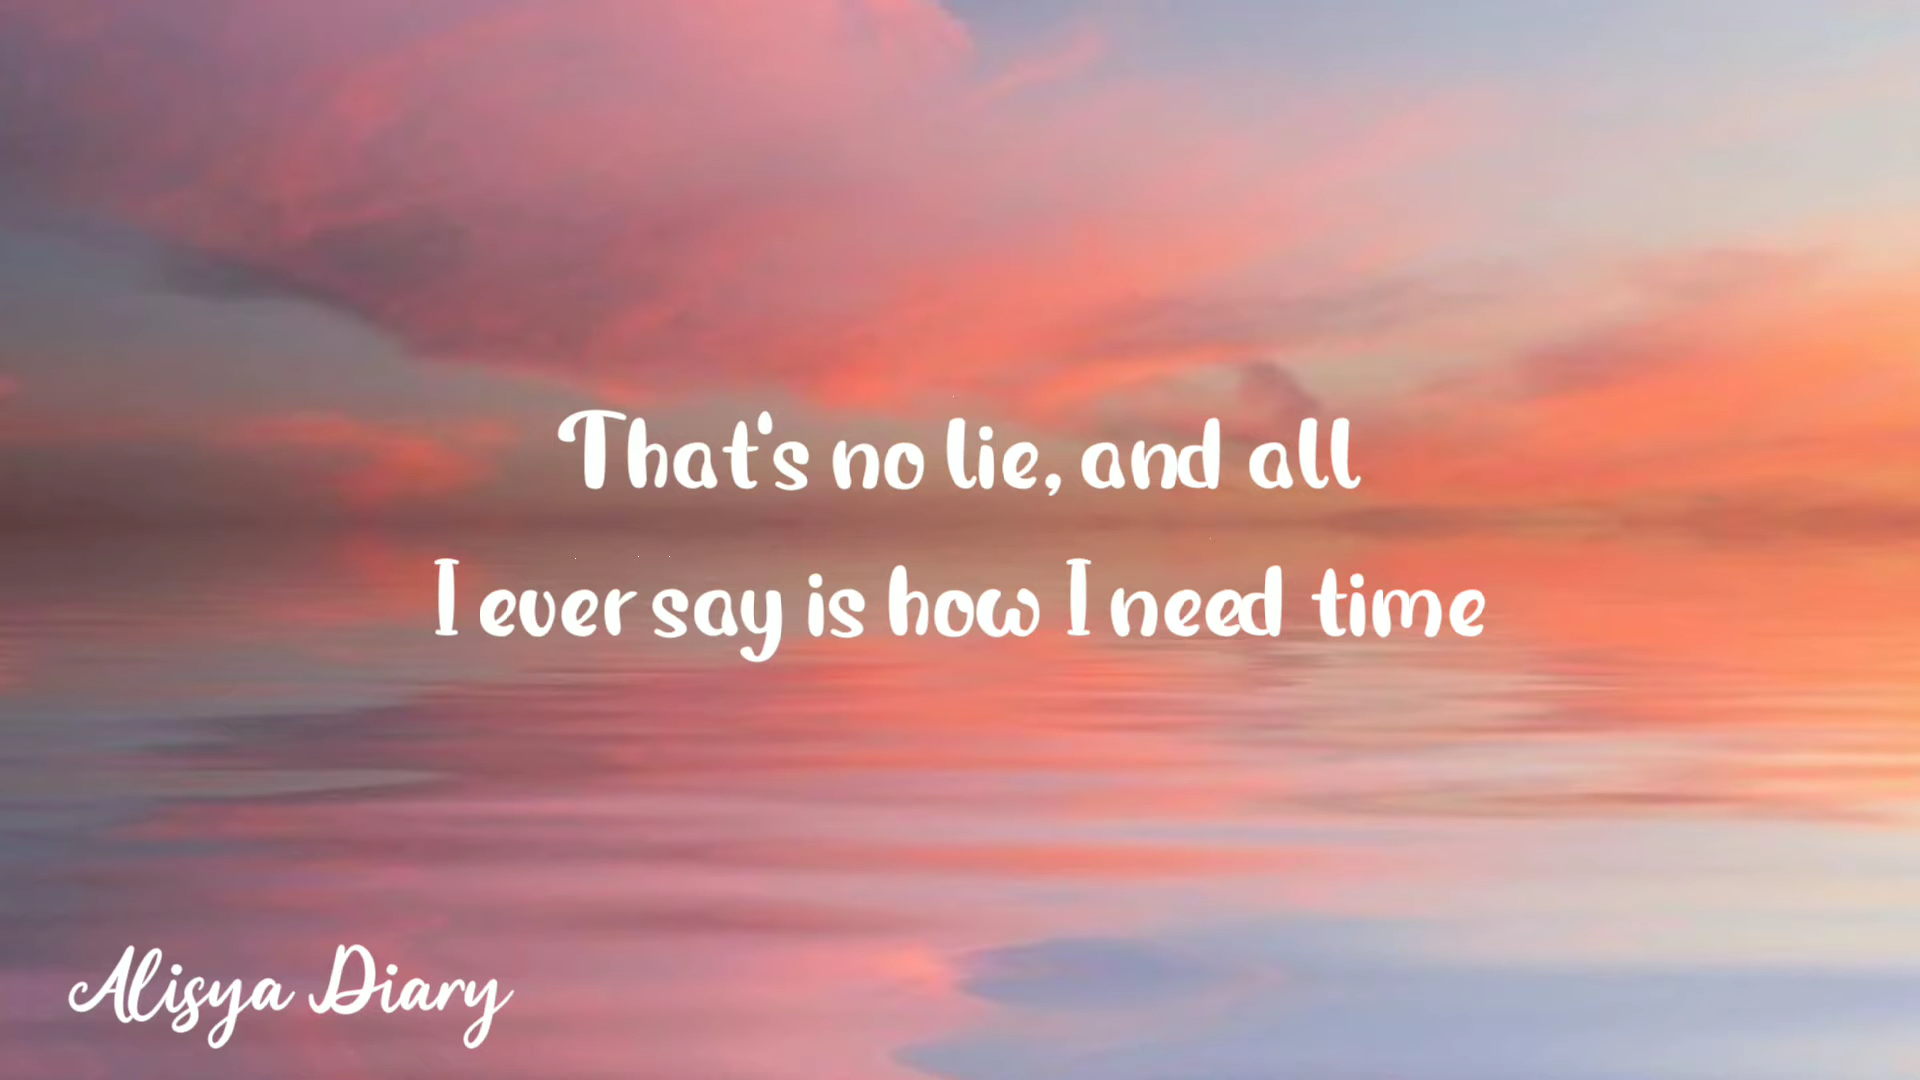 That's no lie, and all
I ever say is how I need time
Alisya Diary